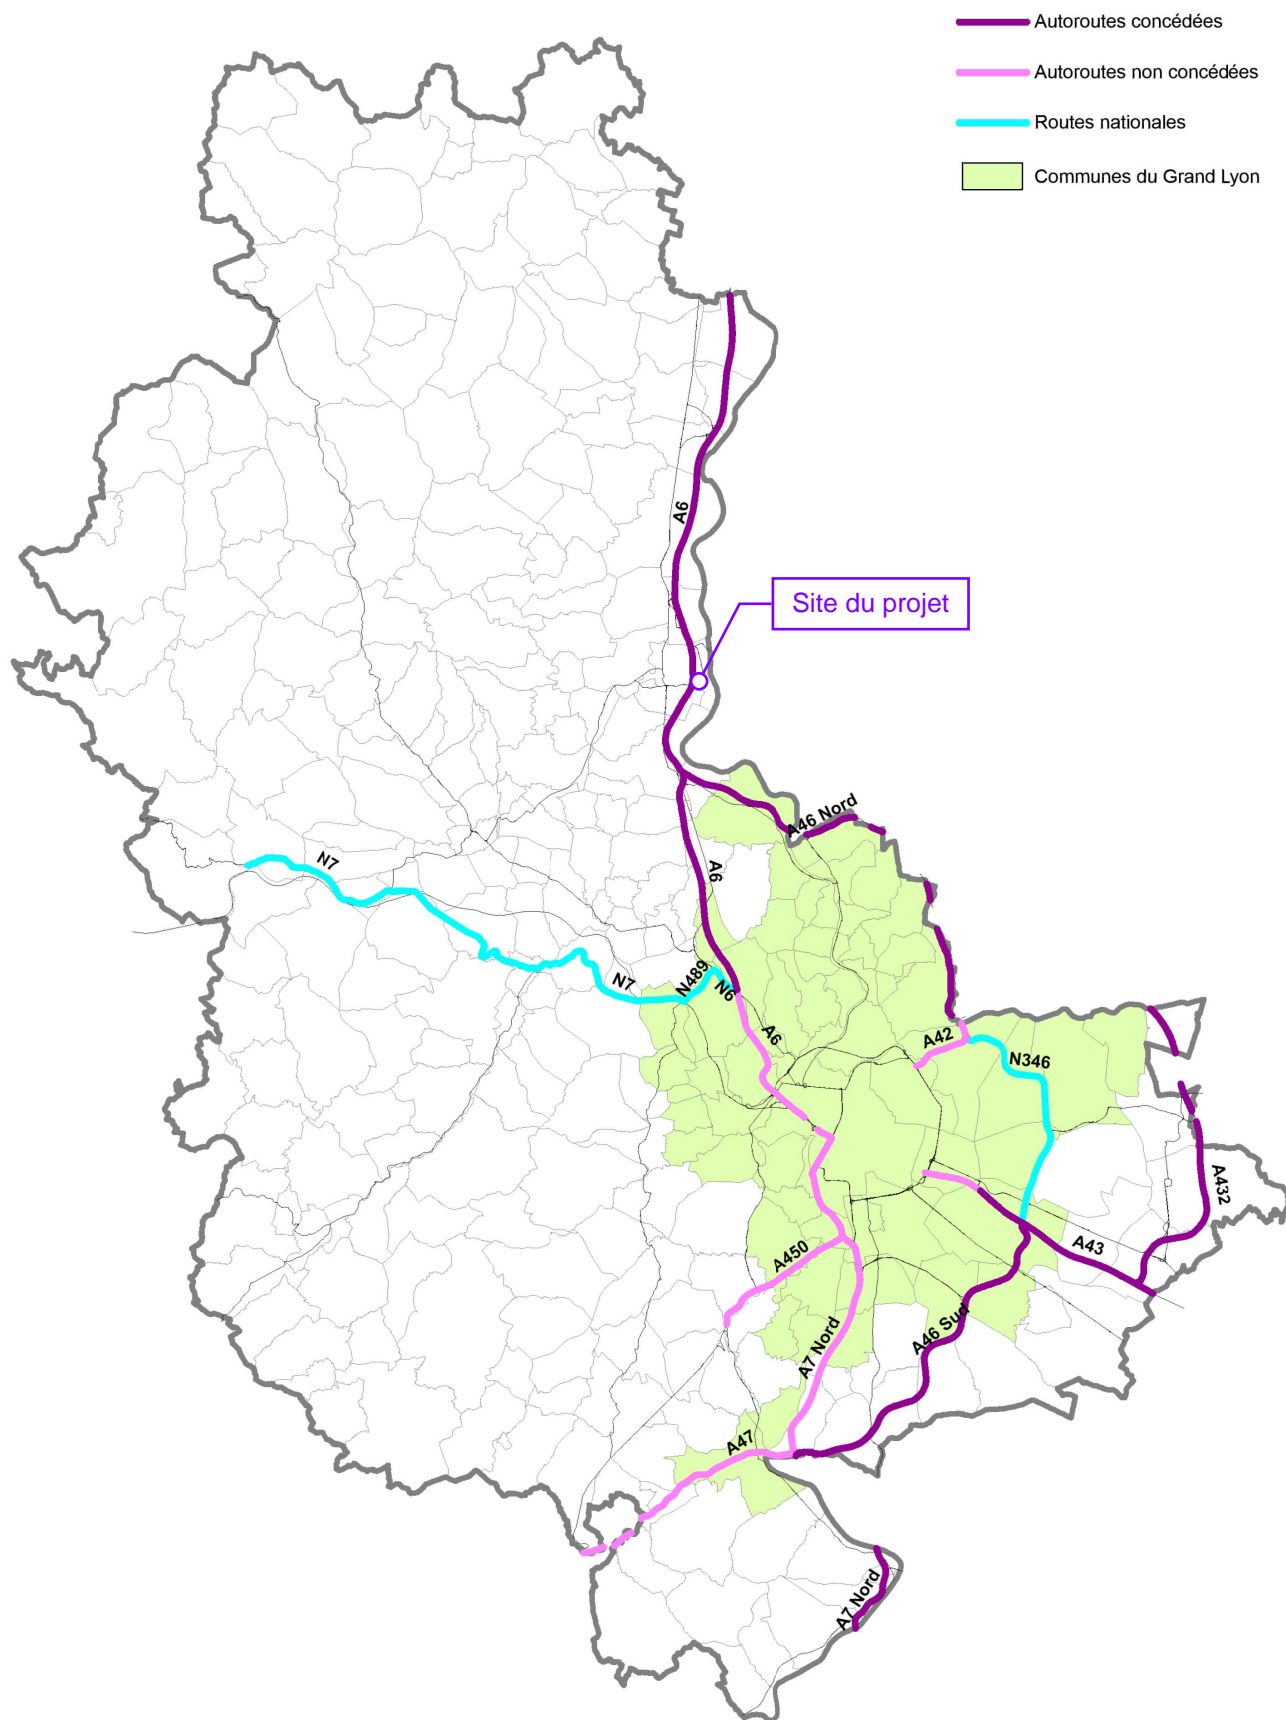 Autoroutes concédées
Autoroutes non concédées
Routes nationales
Communes du Grand Lyon
A6
Site du projet
A46 Nord
N7
A6
N7
N489
N6
A6
A42
N346
A432
A43
A450
A46 Sud
A7 Nord
A47
A7 Nord